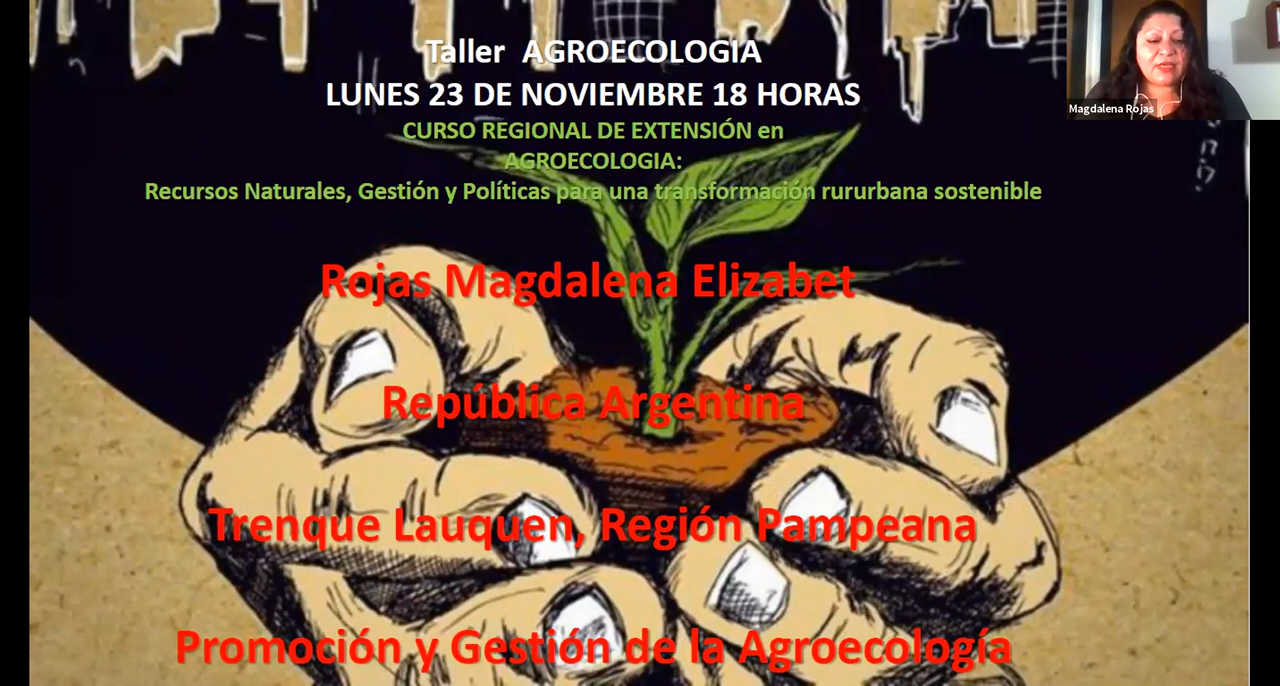 Taller AGROECOLOGIA
LUNES 23 DE NOVIEMBRE 18 HORAS
CURSO REGIONAL DE EXTENSIÓN en
AGROECOLOGIA:
Recursos Naturales, Gestión y Políticas para una transformación rururbana sostenible
Magdalena Rojas
Rojas Magdalena Elizabet
República Argentina
Trenque Lauquen, Región Pampeana
Promoción y Gestión de la Agroecología